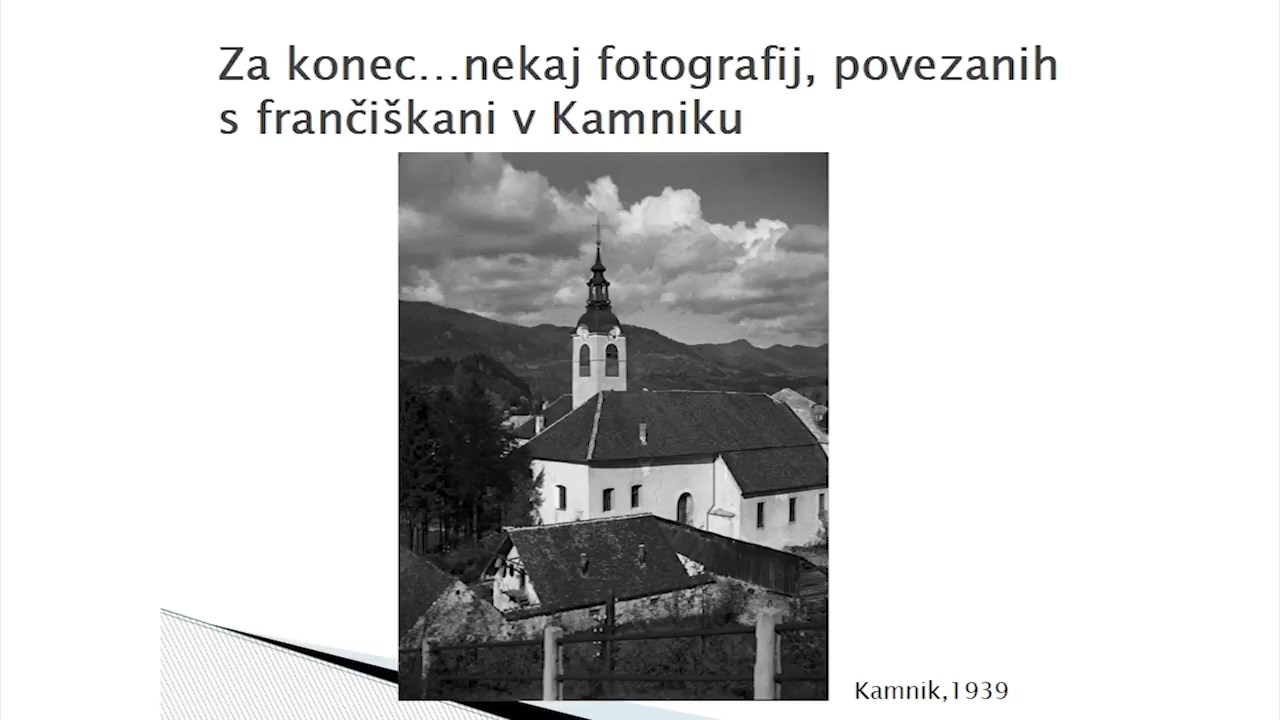 Za konec...nekaj fotografij, povezanih
s frančiškani v Kamniku
Kamnik,1939